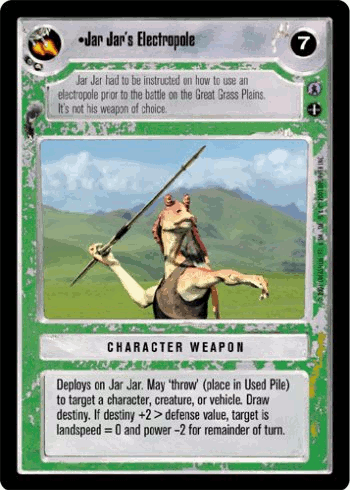 •Jar Jar's Electropole
7
Jar Jar had to be instructed on how to use an
electropole prior to the battle on the Great Grass Plains.
It's not his weapon of choice.
CHARACTER WEAPON
Deploys on Jar Jar. May 'throw' (place in Used Pile)
to target a character, creature, or vehicle. Draw
destiny. If destiny +2 > defense value, target is
landspeed = 0 and power –2 for remainder of turn.